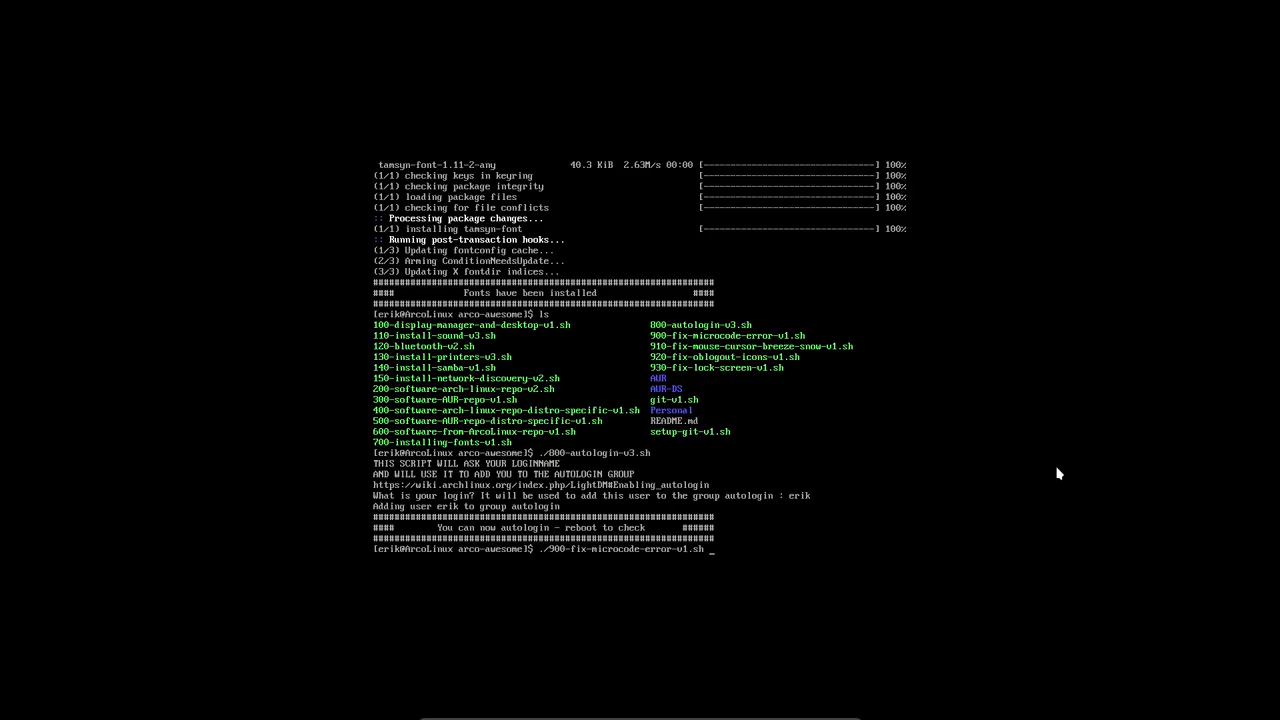 tamsyn-font-1.11-2-any 40.3 KiB 2.63M/s 00:00 [--------------------------------] 100%
(1/1) checking keys in keyring [--------------------------------] 100%
(1/1) checking package integrity [--------------------------------] 100%
(1/1) loading package files [--------------------------------] 100%
(1/1) checking for file conflicts [--------------------------------] 100%
:: Processing package changes...
(1/1) installing tamsyn-font [--------------------------------] 100%
:: Running post-transaction hooks...
(1/3) Updating fontconfig cache...
(2/3) Arming ConditionNeedsUpdate...
(3/3) Updating X fontdir indices...
################################################################
#### Fonts have been installed ####
################################################################
[erik@ArcoLinux arco-awesome]$ ls
100-display-manager-and-desktop-v1.sh 800-autologin-v3.sh
110-install-sound-v3.sh 900-fix-microcode-error-v1.sh
120-bluetooth-v2.sh 910-fix-mouse-cursor-breeze-snow-v1.sh
130-install-printers-v3.sh 920-fix-oblogout-icons-v1.sh
140-install-samba-v1.sh 930-fix-lock-screen-v1.sh
150-install-network-discovery-v2.sh AUR
200-software-arch-linux-repo-v2.sh AUR-DS
300-software-AUR-repo-v1.sh git-v1.sh
400-software-arch-linux-repo-distro-specific-v1.sh Personal
500-software-AUR-repo-distro-specific-v1.sh README.md
600-software-from-ArcoLinux-repo-v1.sh setup-git-v1.sh
700-installing-fonts-v1.sh
[erik@ArcoLinux arco-awesome]$ ./800-autologin-v3.sh
THIS SCRIPT WILL ASK YOUR LOGINNAME
AND WILL USE IT TO ADD YOU TO THE AUTOLOGIN GROUP
https://wiki.archlinux.org/index.php/LightDM#Enabling_autologin
What is your login? It will be used to add this user to the group autologin : erik
Adding user erik to group autologin
################################################################
#### You can now autologin - reboot to check ######
################################################################
[erik@ArcoLinux arco-awesome]$ ./900-fix-microcode-error-v1.sh _